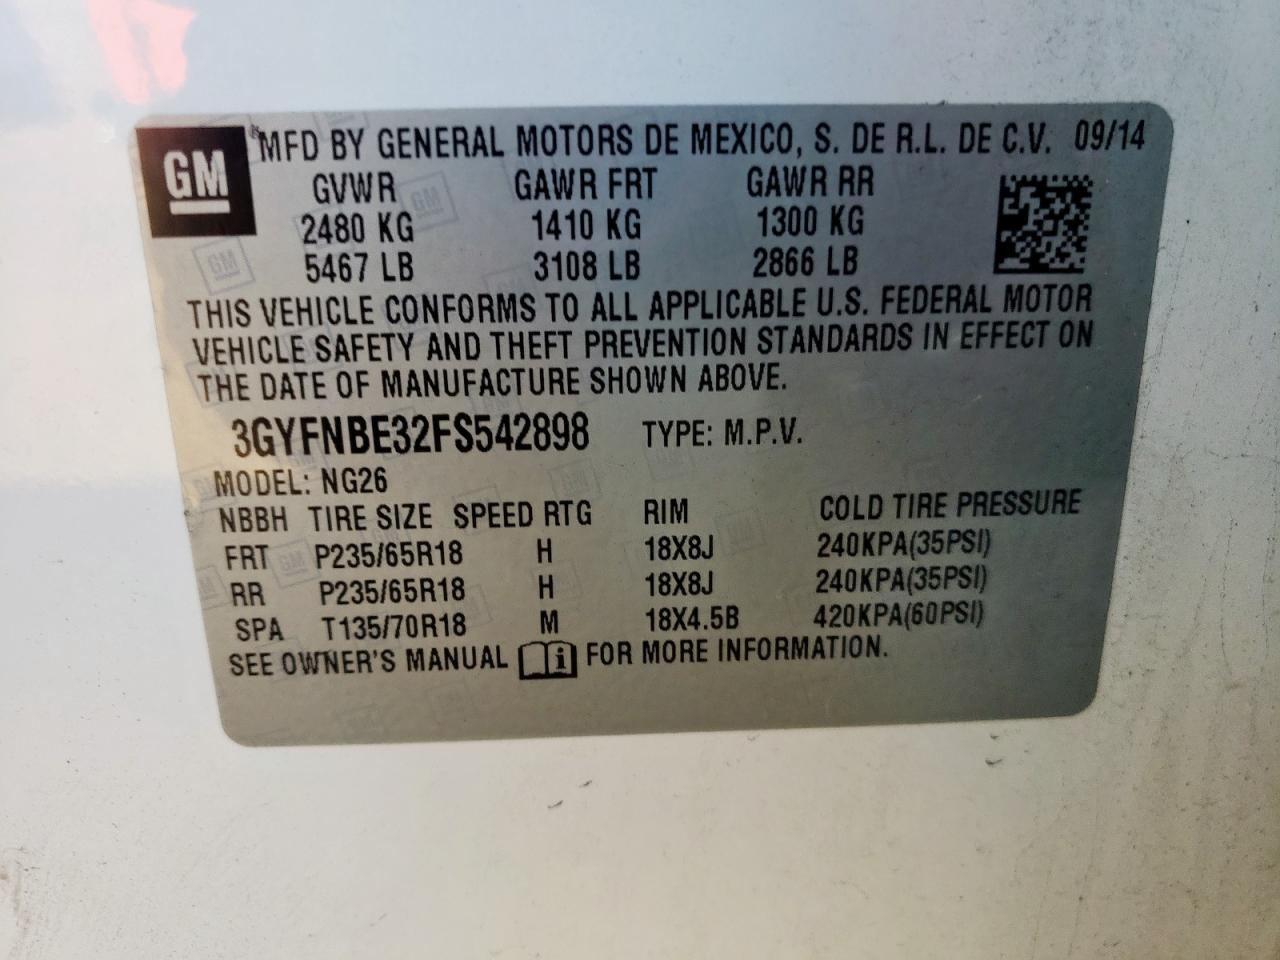 GM
MFD BY GENERAL MOTORS DE MEXICO, S. DE R.L. DE C.V. 09/14
GVWR GAWR FRT GAWR RR
2480 KG 1410 KG 1300 KG
5467 LB 3108 LB 2866 LB
THIS VEHICLE CONFORMS TO ALL APPLICABLE U.S. FEDERAL MOTOR
VEHICLE SAFETY AND THEFT PREVENTION STANDARDS IN EFFECT ON
THE DATE OF MANUFACTURE SHOWN ABOVE.
3GYFNBE32FS542898 TYPE: M.P.V.
MODEL: NG26
NBBH TIRE SIZE SPEED RTG RIM COLD TIRE PRESSURE
FRT P235/65R18 H 18X8J 240KPA(35PSI)
RR P235/65R18 H 18X8J 240KPA(35PSI)
SPA T135/70R18 M 18X4.5B 420KPA(60PSI)
SEE OWNER'S MANUAL i FOR MORE INFORMATION.